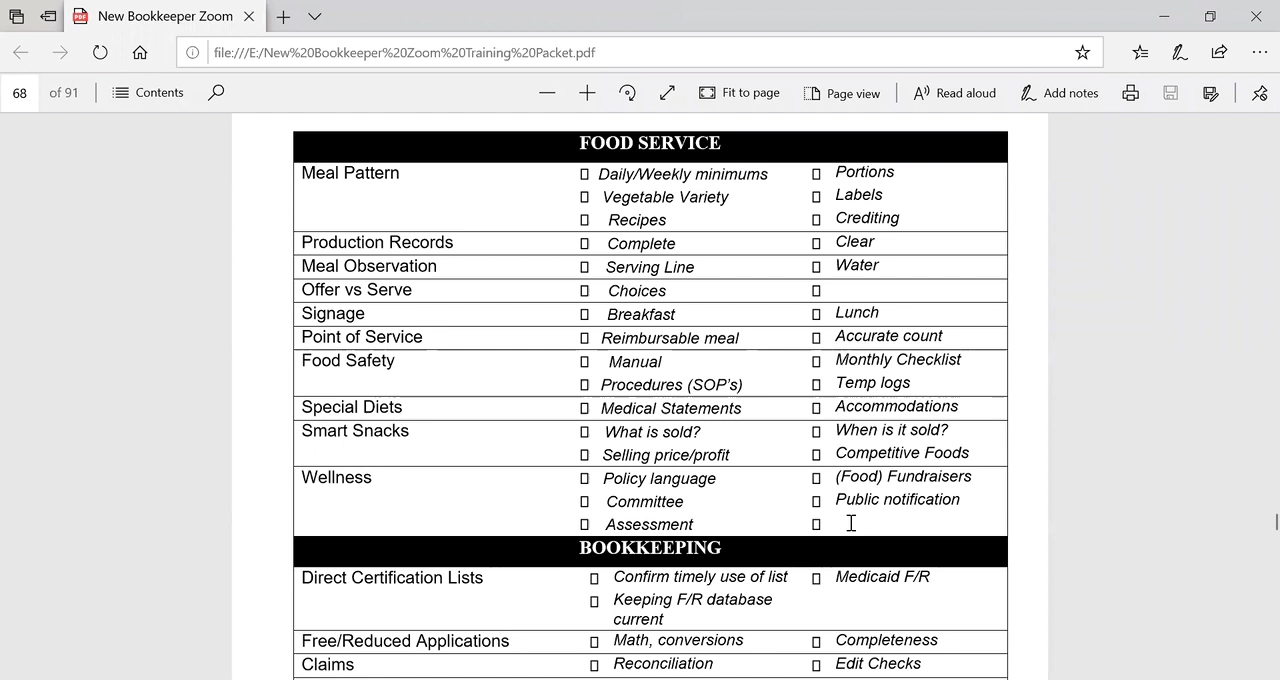 New Bookkeeper Zoom
file:///E:/New%20Bookkeeper%20Zoom%20Training%20Packet.pdf
68 of 91 Contents Fit to page Page view Read aloud Add notes
FOOD SERVICE
Meal Pattern Daily/Weekly minimums Portions
Vegetable Variety Labels
Recipes Crediting
Production Records Complete Clear
Meal Observation Serving Line Water
Offer vs Serve Choices
Signage Breakfast Lunch
Point of Service Reimbursable meal Accurate count
Food Safety Manual Monthly Checklist
Procedures (SOP's) Temp logs
Special Diets Medical Statements Accommodations
Smart Snacks What is sold? When is it sold?
Selling price/profit Competitive Foods
Wellness Policy language (Food) Fundraisers
Committee Public notification
Assessment
BOOKKEEPING
Direct Certification Lists Confirm timely use of list Medicaid F/R
Keeping F/R database
current
Free/Reduced Applications Math, conversions Completeness
Claims Reconciliation Edit Checks